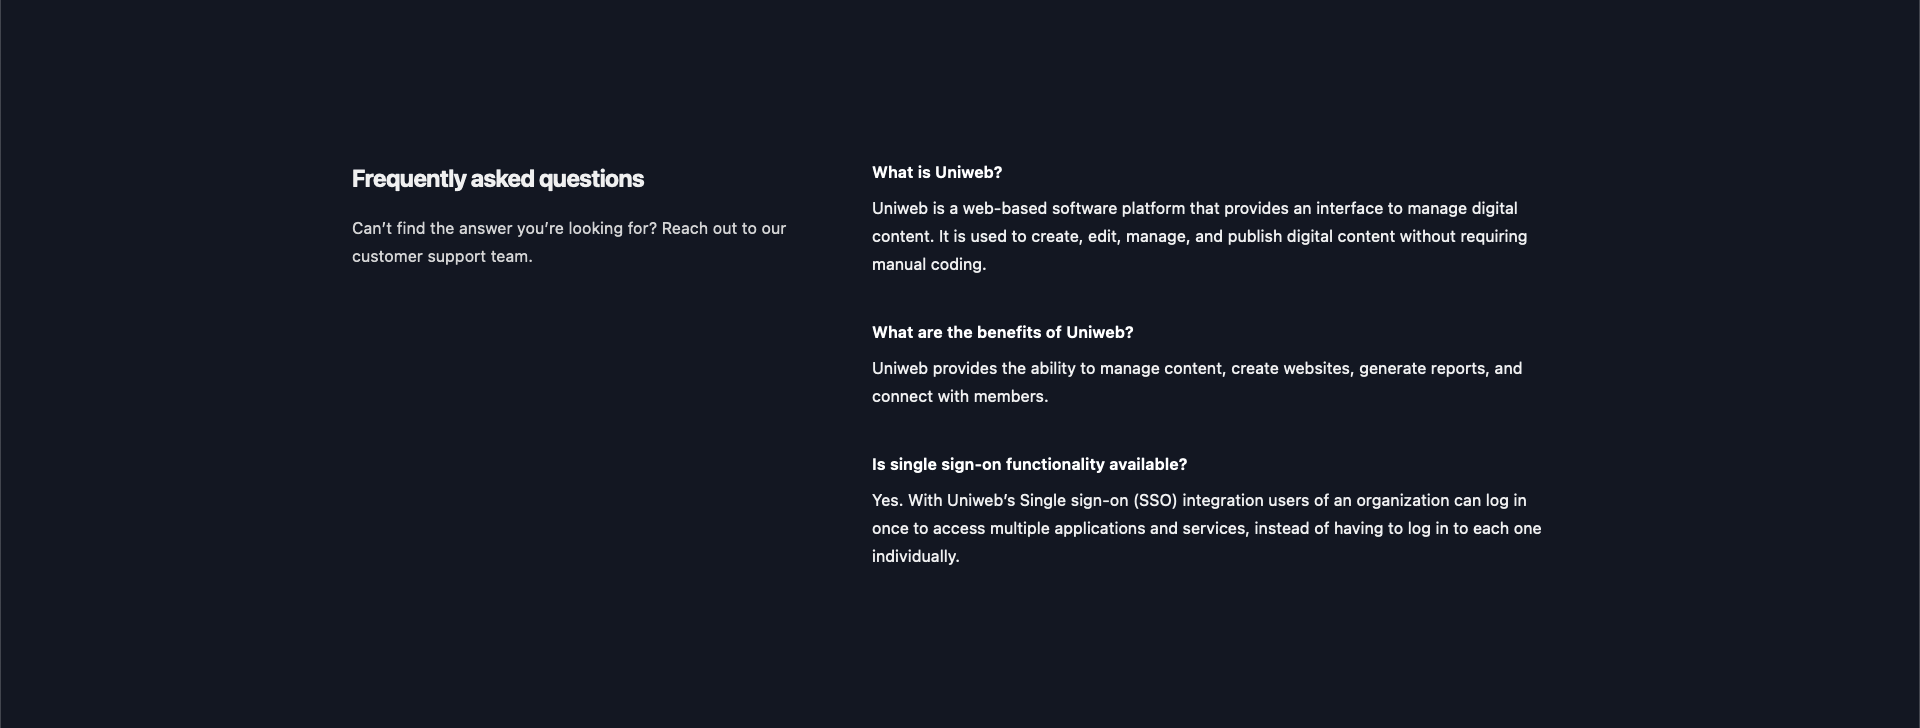 Frequently asked questions
Can’t find the answer you’re looking for? Reach out to our
customer support team.
What is Uniweb?
Uniweb is a web-based software platform that provides an interface to manage digital
content. It is used to create, edit, manage, and publish digital content without requiring
manual coding.
What are the benefits of Uniweb?
Uniweb provides the ability to manage content, create websites, generate reports, and
connect with members.
Is single sign-on functionality available?
Yes. With Uniweb’s Single sign-on (SSO) integration users of an organization can log in
once to access multiple applications and services, instead of having to log in to each one
individually.